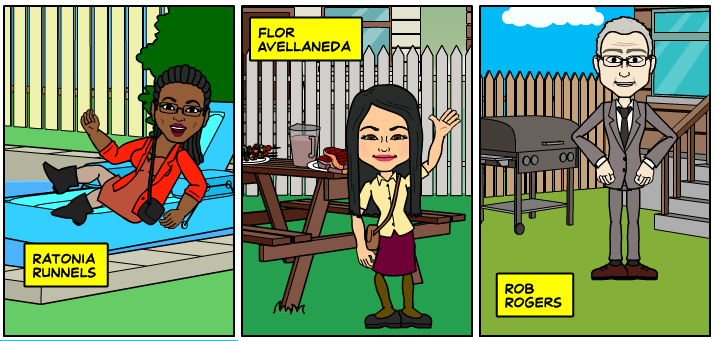 RATONIA
RUNNELS
FLOR
AVELLANEDA
ROB
ROGERS